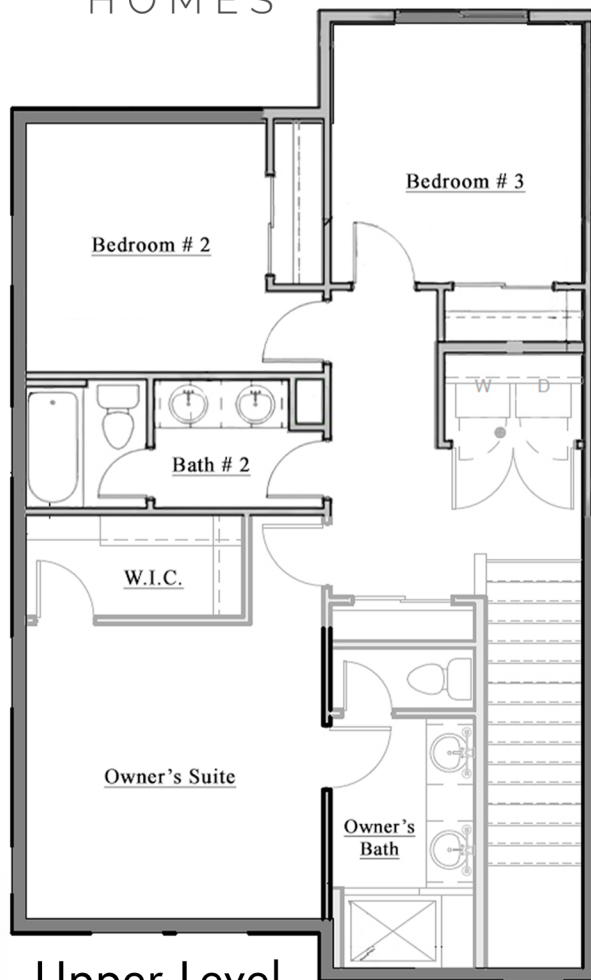 HOMES
Bedroom # 3
Bedroom # 2
W D
Bath # 2
W.I.C.
Owner's Suite
Owner's
Bath
Upper Level